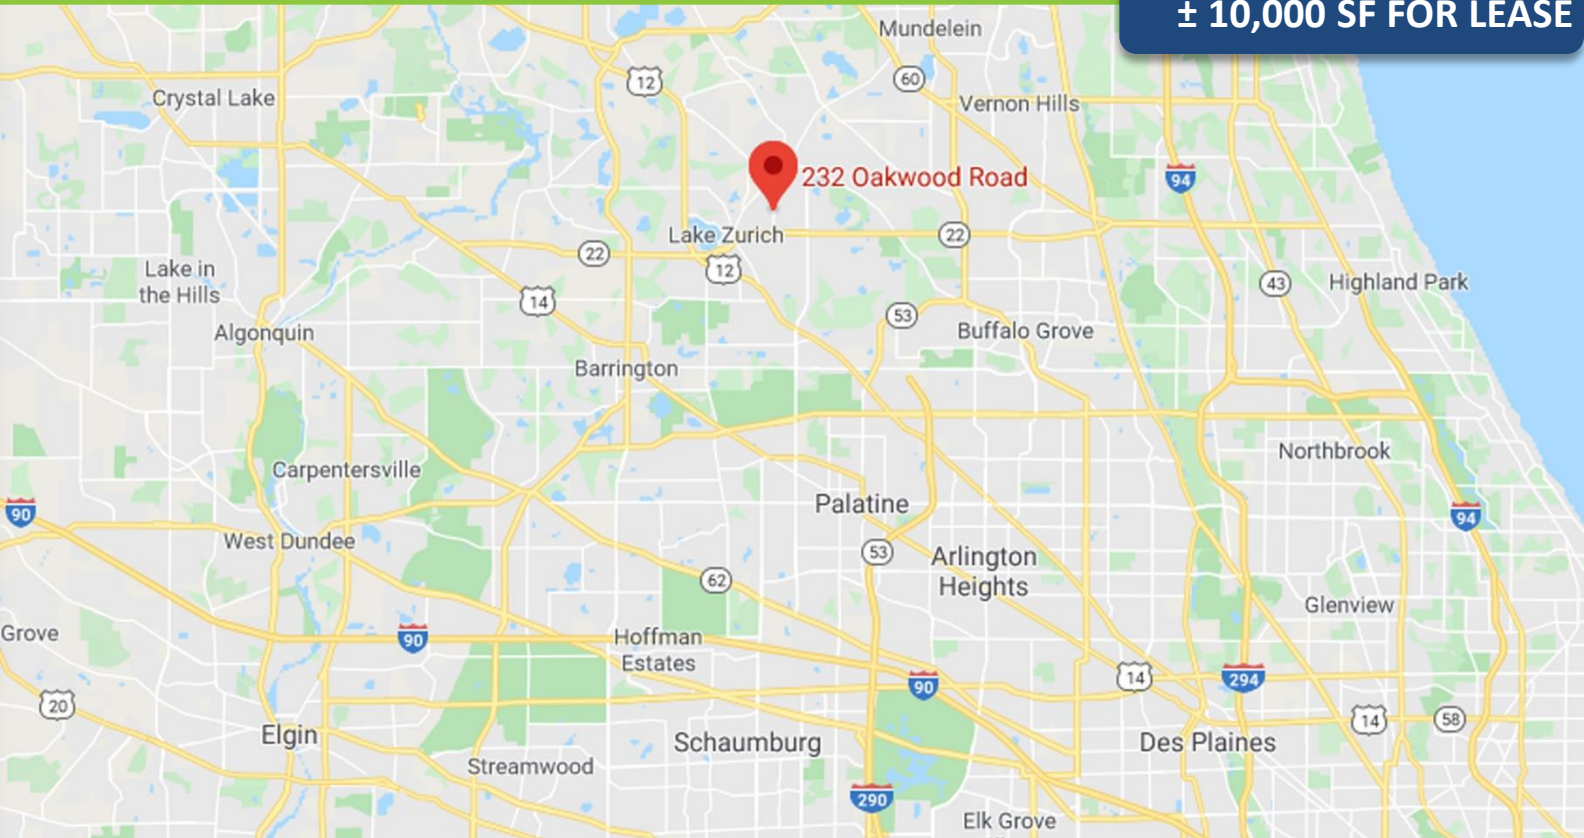 ± 10,000 SF FOR LEASE
Mundelein
12
60
Crystal Lake
Vernon Hills
232 Oakwood Road
94
Lake Zurich
22
22
12
Lake in
the Hills
14
43
Highland Park
53
Algonquin
Buffalo Grove
Barrington
Northbrook
Carpentersville
90
Palatine
94
West Dundee
53
Arlington
Heights
62
Glenview
Grove
90
Hoffman
Estates
14
294
90
20
14
58
Elgin
Schaumburg
Des Plaines
Streamwood
290
Elk Grove